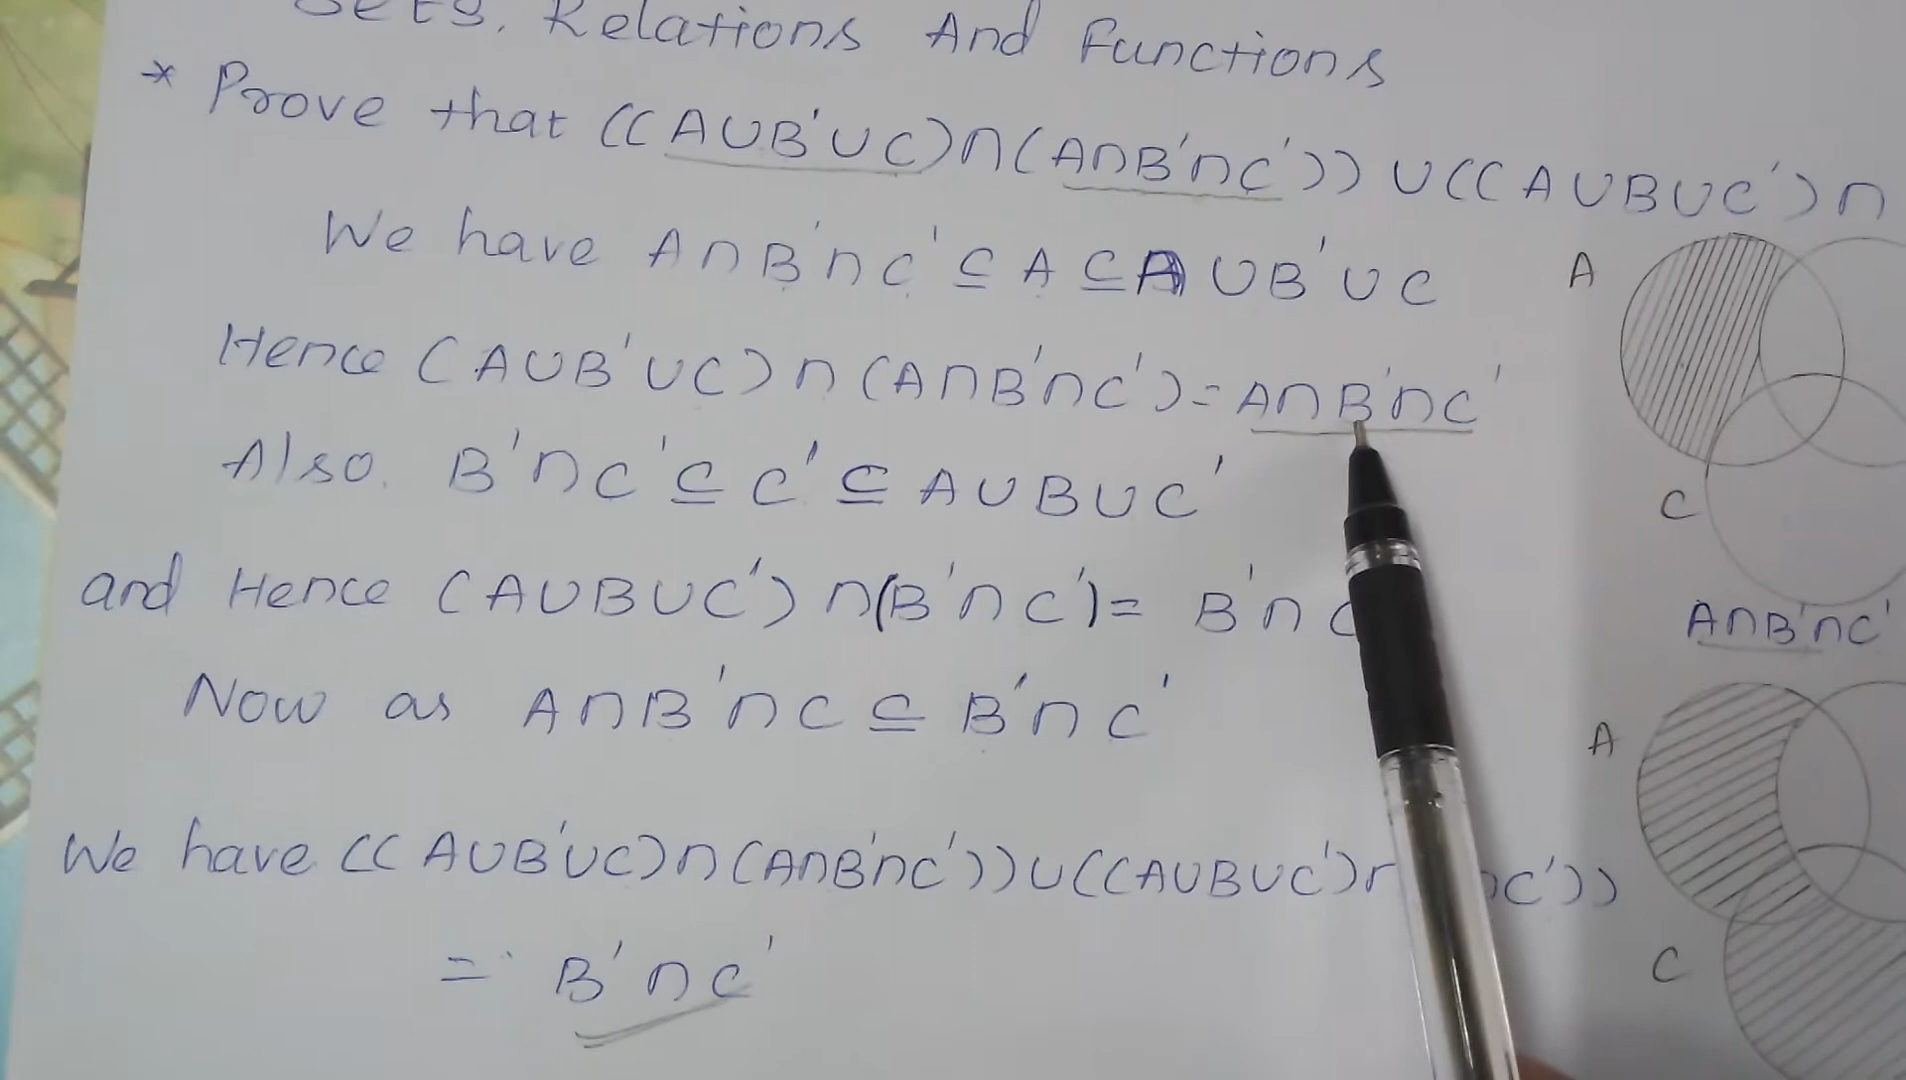 Sets, Relations And Functions
* Prove that ((A∪B'∪C)∩(A∩B'∩C'))∪((A∪B∪C')∩
We have A∩B'∩C'⊆A⊆A∪B'∪C
Hence (A∪B'∪C)∩(A∩B'∩C')=A∩B'∩C'
Also. B'∩C'⊆C'⊆A∪B∪C'
and Hence (A∪B∪C')∩(B'∩C')= B'∩C
Now as A∩B'∩C⊆B'∩C'
We have ((A∪B'∪C)∩(A∩B'∩C'))∪((A∪B∪C')∩ ∩C'))
= B'∩C'
A
C
A∩B'∩C'
A
C